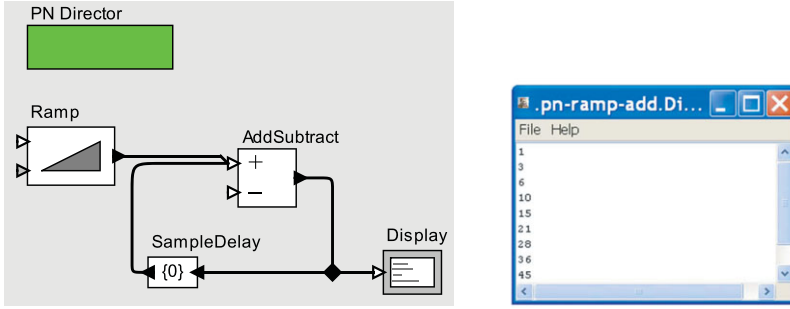 PN Director
Ramp
AddSubtract
+
−
SampleDelay
{0}
Display
.pn-ramp-add.Di...
File Help
1
3
6
10
15
21
28
36
45